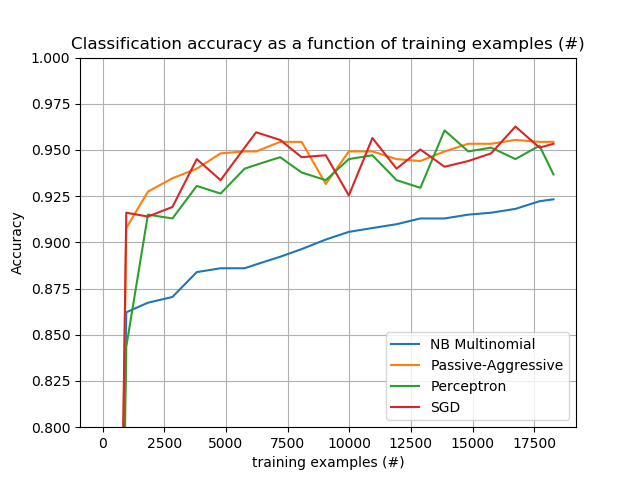 Classification accuracy as a function of training examples (#)
1.000
0.975
0.950
0.925
0.900
0.875
0.850
0.825
0.800
Accuracy
NB Multinomial
Passive-Aggressive
Perceptron
SGD
0 2500 5000 7500 10000 12500 15000 17500
training examples (#)